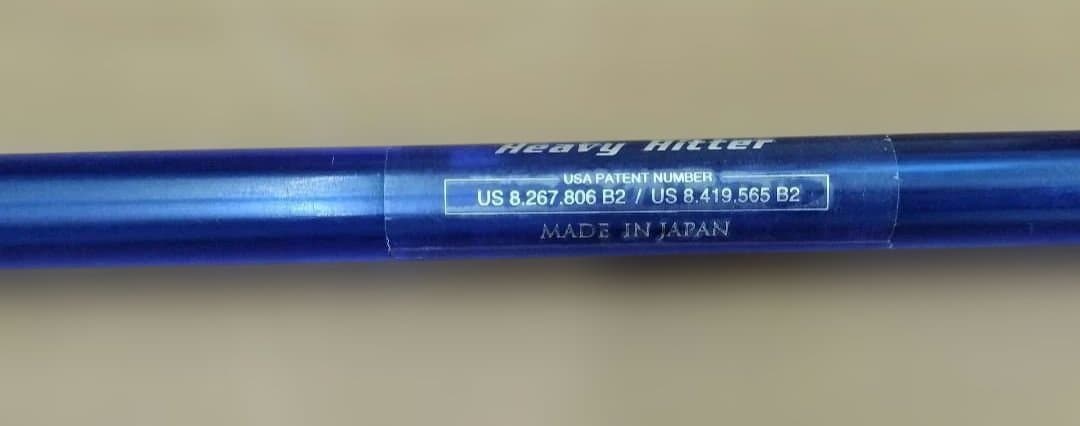 Heavy Hitter
USA PATENT NUMBER
US 8.267.806 B2 / US 8.419.565 B2
MADE IN JAPAN